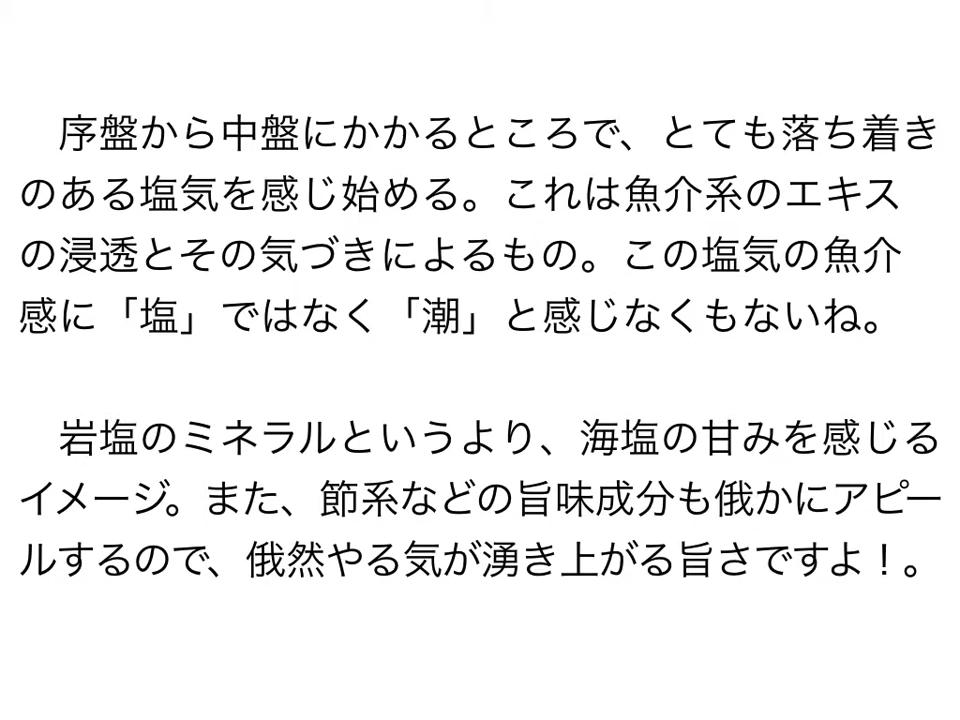 序盤から中盤にかかるところで、とても落ち着き
のある塩気を感じ始める。これは魚介系のエキス
の浸透とその気づきによるもの。この塩気の魚介
感に「塩」ではなく「潮」と感じなくもないね。
　岩塩のミネラルというより、海塩の甘みを感じる
イメージ。また、節系などの旨味成分も俄かにアピー
ルするので、俄然やる気が湧き上がる旨さですよ！。